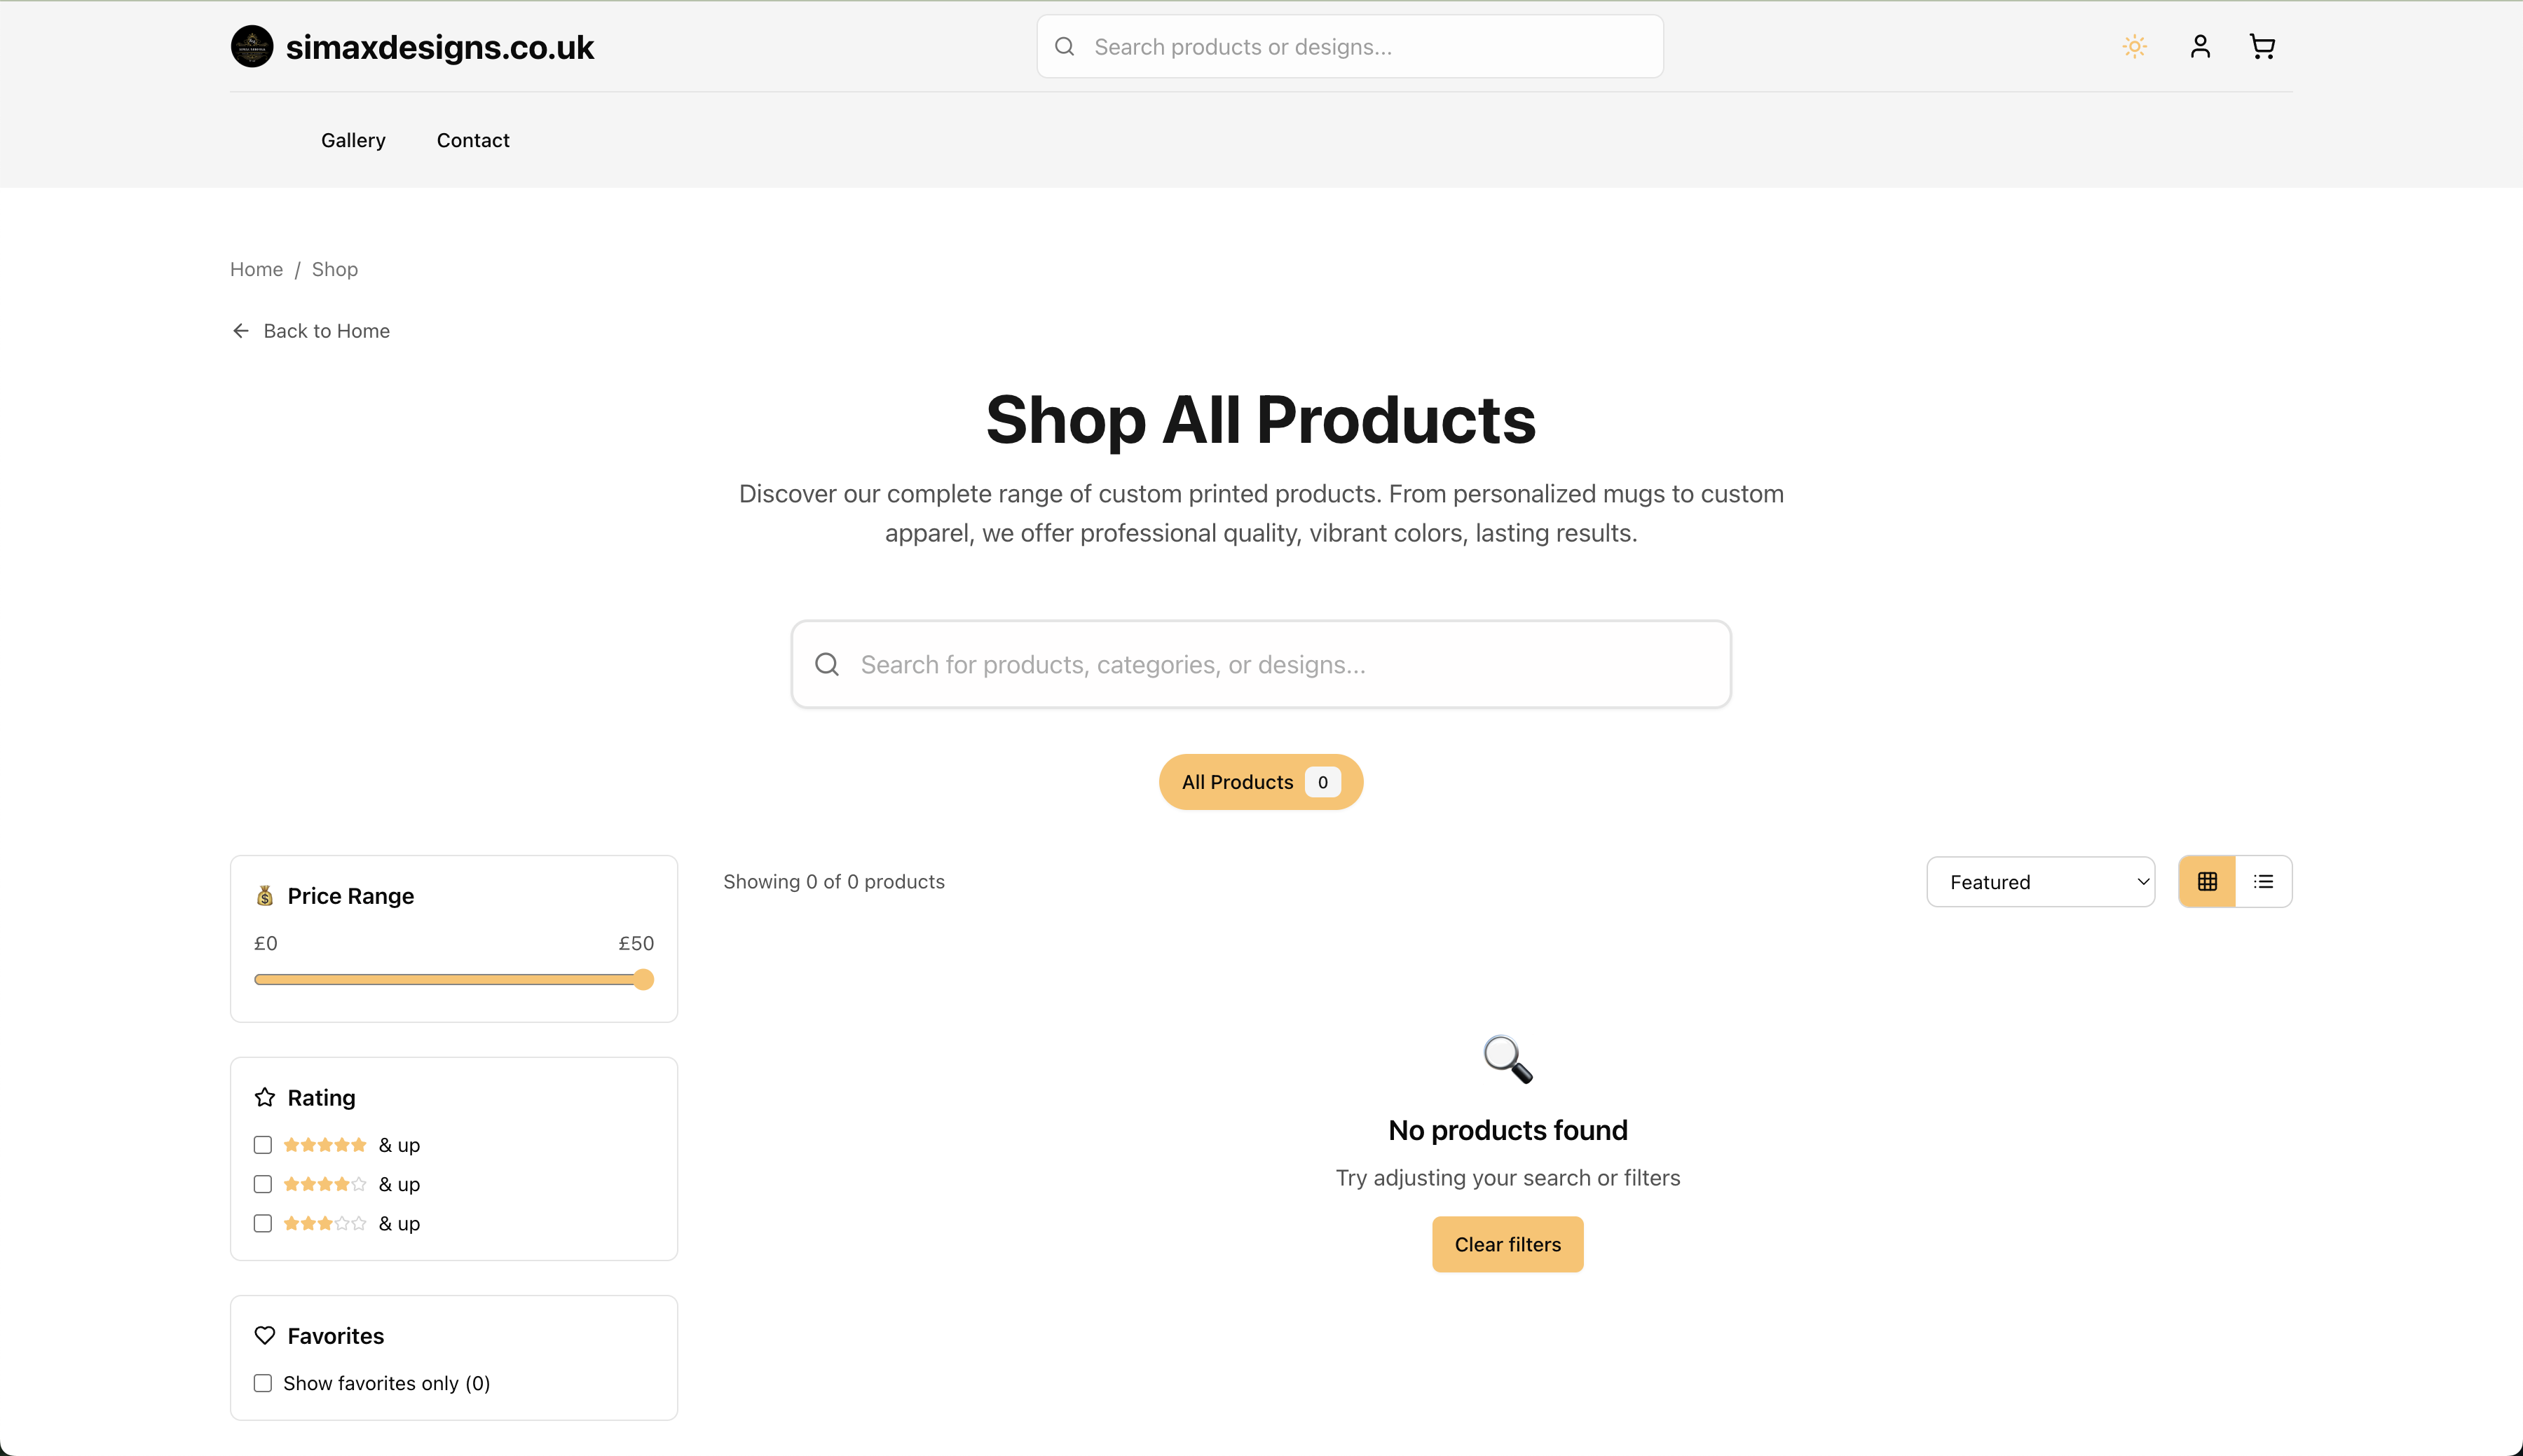 simaxdesigns.co.uk
Search products or designs...
Gallery
Contact
Home / Shop
Back to Home
Shop All Products
Discover our complete range of custom printed products. From personalized mugs to custom
apparel, we offer professional quality, vibrant colors, lasting results.
Search for products, categories, or designs...
All Products 0
Price Range
£0
£50
Rating
& up
& up
& up
Favorites
Show favorites only (0)
Showing 0 of 0 products
Featured
No products found
Try adjusting your search or filters
Clear filters